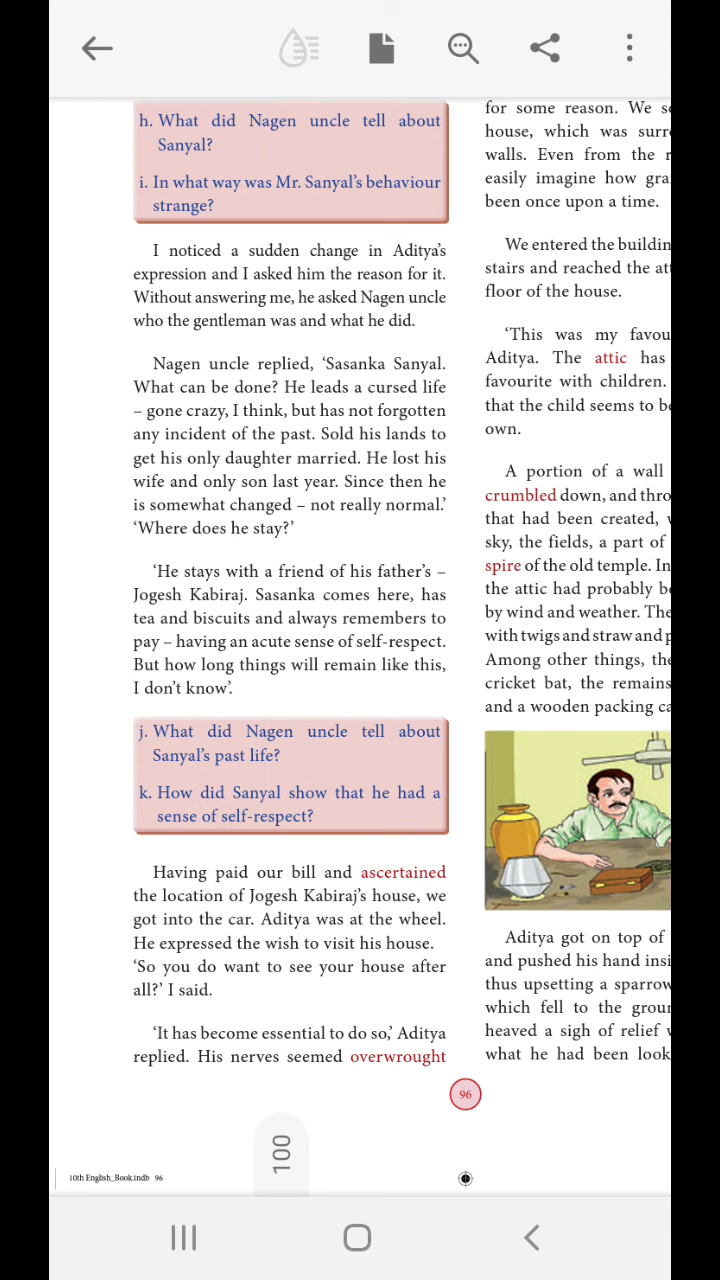 h. What did Nagen uncle tell about
Sanyal?
i. In what way was Mr. Sanyal's behaviour
strange?
I noticed a sudden change in Aditya's
expression and I asked him the reason for it.
Without answering me, he asked Nagen uncle
who the gentleman was and what he did.
Nagen uncle replied, 'Sasanka Sanyal.
What can be done? He leads a cursed life
– gone crazy, I think, but has not forgotten
any incident of the past. Sold his lands to
get his only daughter married. He lost his
wife and only son last year. Since then he
is somewhat changed – not really normal.'
'Where does he stay?'
'He stays with a friend of his father's –
Jogesh Kabiraj. Sasanka comes here, has
tea and biscuits and always remembers to
pay – having an acute sense of self-respect.
But how long things will remain like this,
I don't know'.
j. What did Nagen uncle tell about
Sanyal's past life?
k. How did Sanyal show that he had a
sense of self-respect?
Having paid our bill and ascertained
the location of Jogesh Kabiraj's house, we
got into the car. Aditya was at the wheel.
He expressed the wish to visit his house.
'So you do want to see your house after
all?' I said.
'It has become essential to do so,' Aditya
replied. His nerves seemed overwrought
for some reason. We
house, which was
walls. Even from the
easily imagine how
been once upon a time.
We entered the
stairs and reached the
floor of the house.
'This was my
Aditya. The attic has
favourite with children.
that the child seems to
own.
A portion of a wall
crumbled down, and
that had been created,
sky, the fields, a part of
spire of the old temple. In
the attic had probably
by wind and weather.
with twigs and straw and
Among other things,
cricket bat, the remains
and a wooden packing
Aditya got on top of
and pushed his hand
thus upsetting a
which fell to the
heaved a sigh of relief
what he had been
96
100
10th English_Book.indb 96